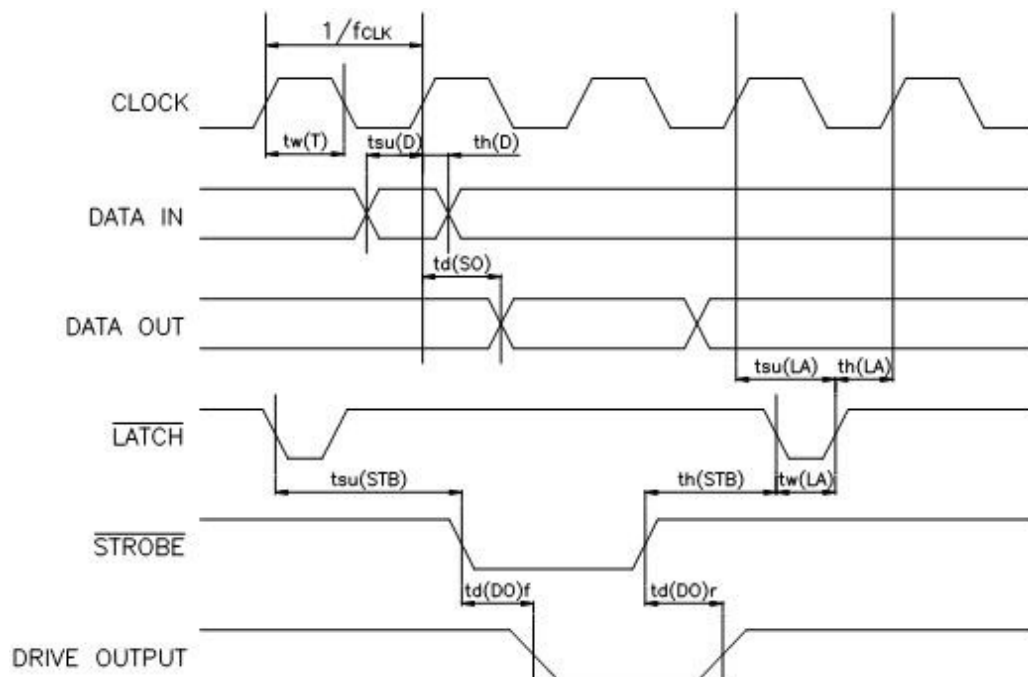 1/fCLK
CLOCK
tw(T)
tsu(D)
th(D)
DATA IN
td(SO)
DATA OUT
tsu(LA)
th(LA)
LATCH
tsu(STB)
th(STB)
tw(LA)
STROBE
td(DO)f
td(DO)r
DRIVE OUTPUT